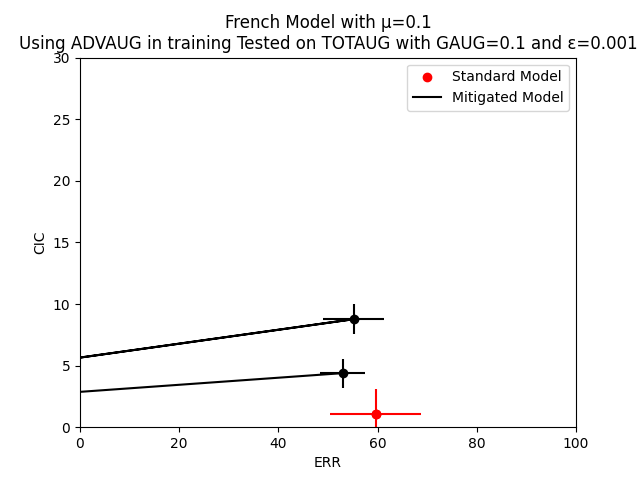 French Model with μ=0.1
Using ADVAUG in training Tested on TOTAUG with GAUG=0.1 and ε=0.001
Standard Model
Mitigated Model
30
25
20
15
10
5
0
CIC
0 20 40 60 80 100
ERR